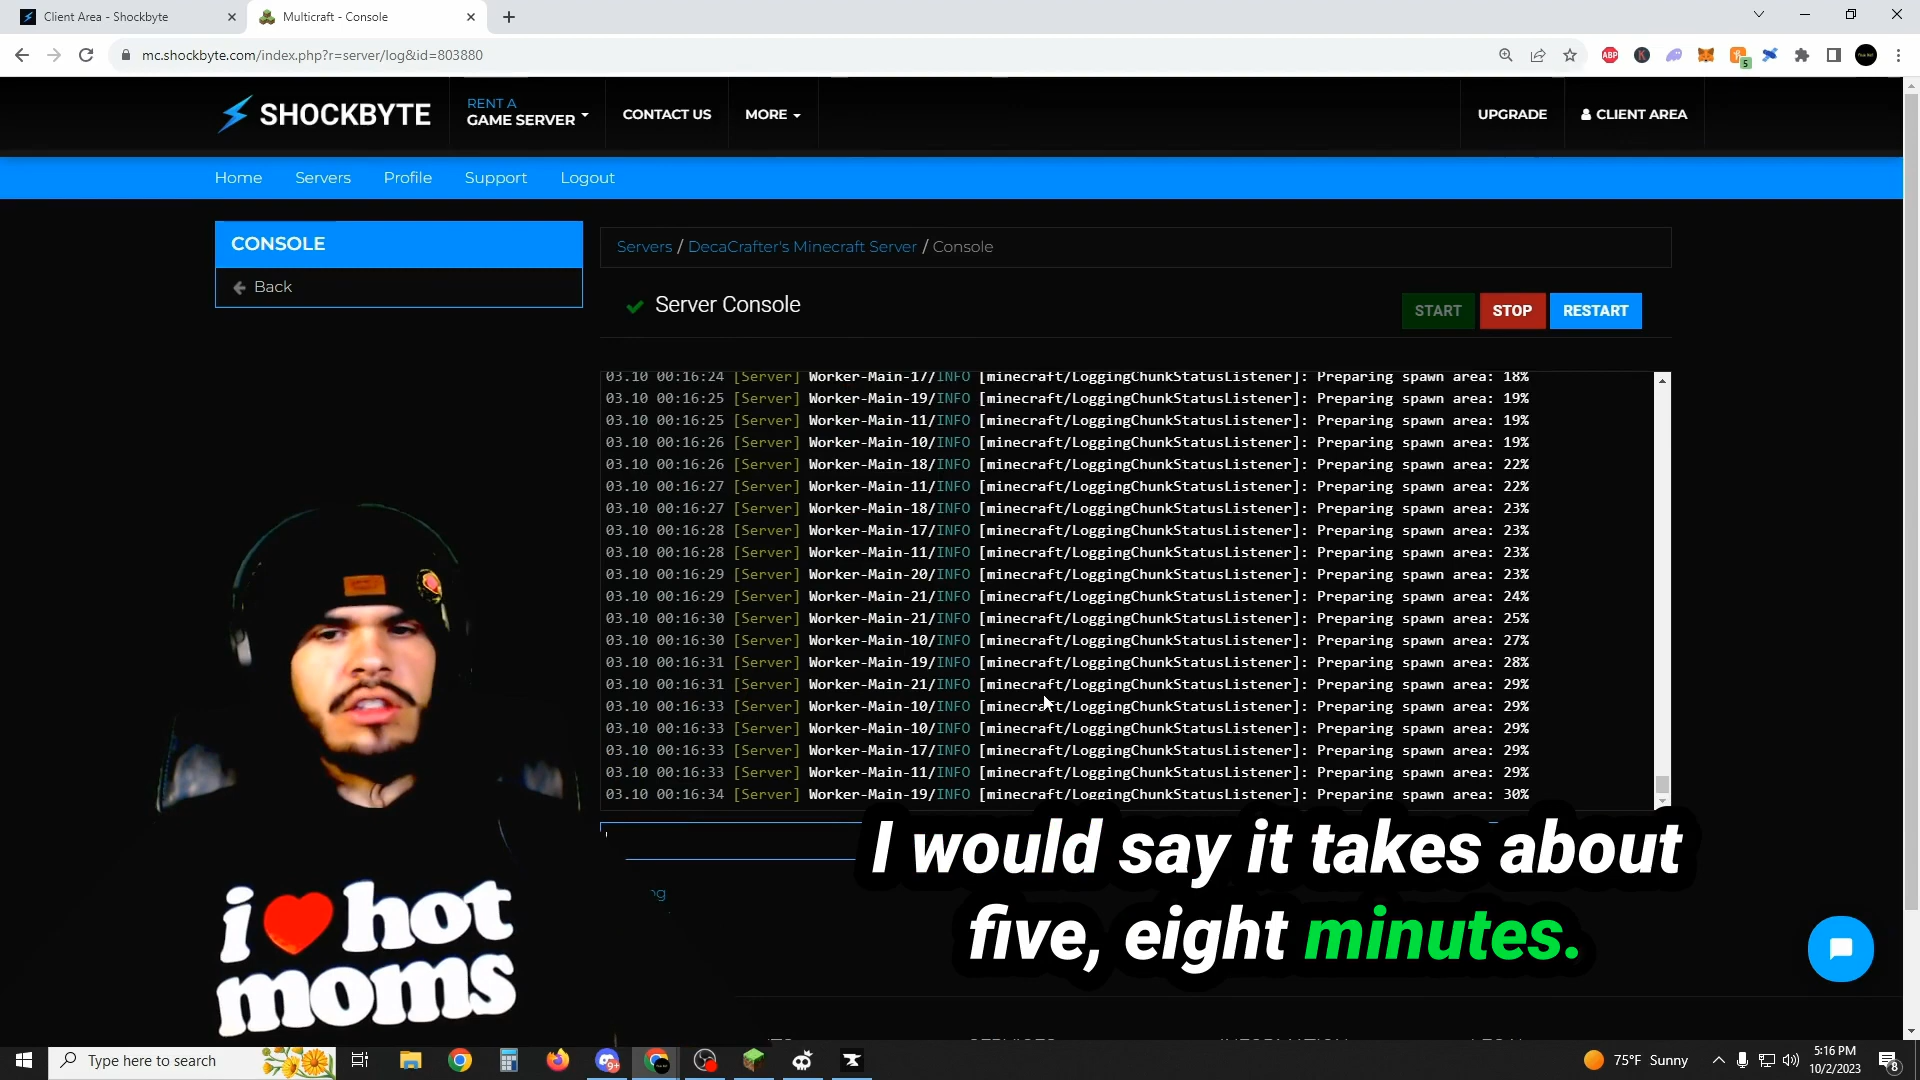 Client Area - Shockbyte
Multicraft - Console
mc.shockbyte.com/index.php?r=server/log&id=803880
ABP
K
5
SHOCKBYTE
RENT A
GAME SERVER
CONTACT US
MORE
UPGRADE
CLIENT AREA
Home
Servers
Profile
Support
Logout
CONSOLE
Back
Servers / DecaCrafter's Minecraft Server / Console
Server Console
START
STOP
RESTART
03.10 00:16:24 [Server] Worker-Main-17/INFO [minecraft/LoggingChunkStatusListener]: Preparing spawn area: 18%
03.10 00:16:25 [Server] Worker-Main-19/INFO [minecraft/LoggingChunkStatusListener]: Preparing spawn area: 19%
03.10 00:16:25 [Server] Worker-Main-11/INFO [minecraft/LoggingChunkStatusListener]: Preparing spawn area: 19%
03.10 00:16:26 [Server] Worker-Main-10/INFO [minecraft/LoggingChunkStatusListener]: Preparing spawn area: 19%
03.10 00:16:26 [Server] Worker-Main-18/INFO [minecraft/LoggingChunkStatusListener]: Preparing spawn area: 22%
03.10 00:16:27 [Server] Worker-Main-11/INFO [minecraft/LoggingChunkStatusListener]: Preparing spawn area: 22%
03.10 00:16:27 [Server] Worker-Main-18/INFO [minecraft/LoggingChunkStatusListener]: Preparing spawn area: 23%
03.10 00:16:28 [Server] Worker-Main-17/INFO [minecraft/LoggingChunkStatusListener]: Preparing spawn area: 23%
03.10 00:16:28 [Server] Worker-Main-11/INFO [minecraft/LoggingChunkStatusListener]: Preparing spawn area: 23%
03.10 00:16:29 [Server] Worker-Main-20/INFO [minecraft/LoggingChunkStatusListener]: Preparing spawn area: 23%
03.10 00:16:29 [Server] Worker-Main-21/INFO [minecraft/LoggingChunkStatusListener]: Preparing spawn area: 24%
03.10 00:16:30 [Server] Worker-Main-21/INFO [minecraft/LoggingChunkStatusListener]: Preparing spawn area: 25%
03.10 00:16:30 [Server] Worker-Main-10/INFO [minecraft/LoggingChunkStatusListener]: Preparing spawn area: 27%
03.10 00:16:31 [Server] Worker-Main-19/INFO [minecraft/LoggingChunkStatusListener]: Preparing spawn area: 28%
03.10 00:16:31 [Server] Worker-Main-21/INFO [minecraft/LoggingChunkStatusListener]: Preparing spawn area: 29%
03.10 00:16:33 [Server] Worker-Main-10/INFO [minecraft/LoggingChunkStatusListener]: Preparing spawn area: 29%
03.10 00:16:33 [Server] Worker-Main-10/INFO [minecraft/LoggingChunkStatusListener]: Preparing spawn area: 29%
03.10 00:16:33 [Server] Worker-Main-17/INFO [minecraft/LoggingChunkStatusListener]: Preparing spawn area: 29%
03.10 00:16:33 [Server] Worker-Main-11/INFO [minecraft/LoggingChunkStatusListener]: Preparing spawn area: 29%
03.10 00:16:34 [Server] Worker-Main-19/INFO [minecraft/LoggingChunkStatusListener]: Preparing spawn area: 30%
I would say it takes about
five, eight minutes.
i hot
moms
Type here to search
9+
75°F Sunny
5:16 PM
10/2/2023
8